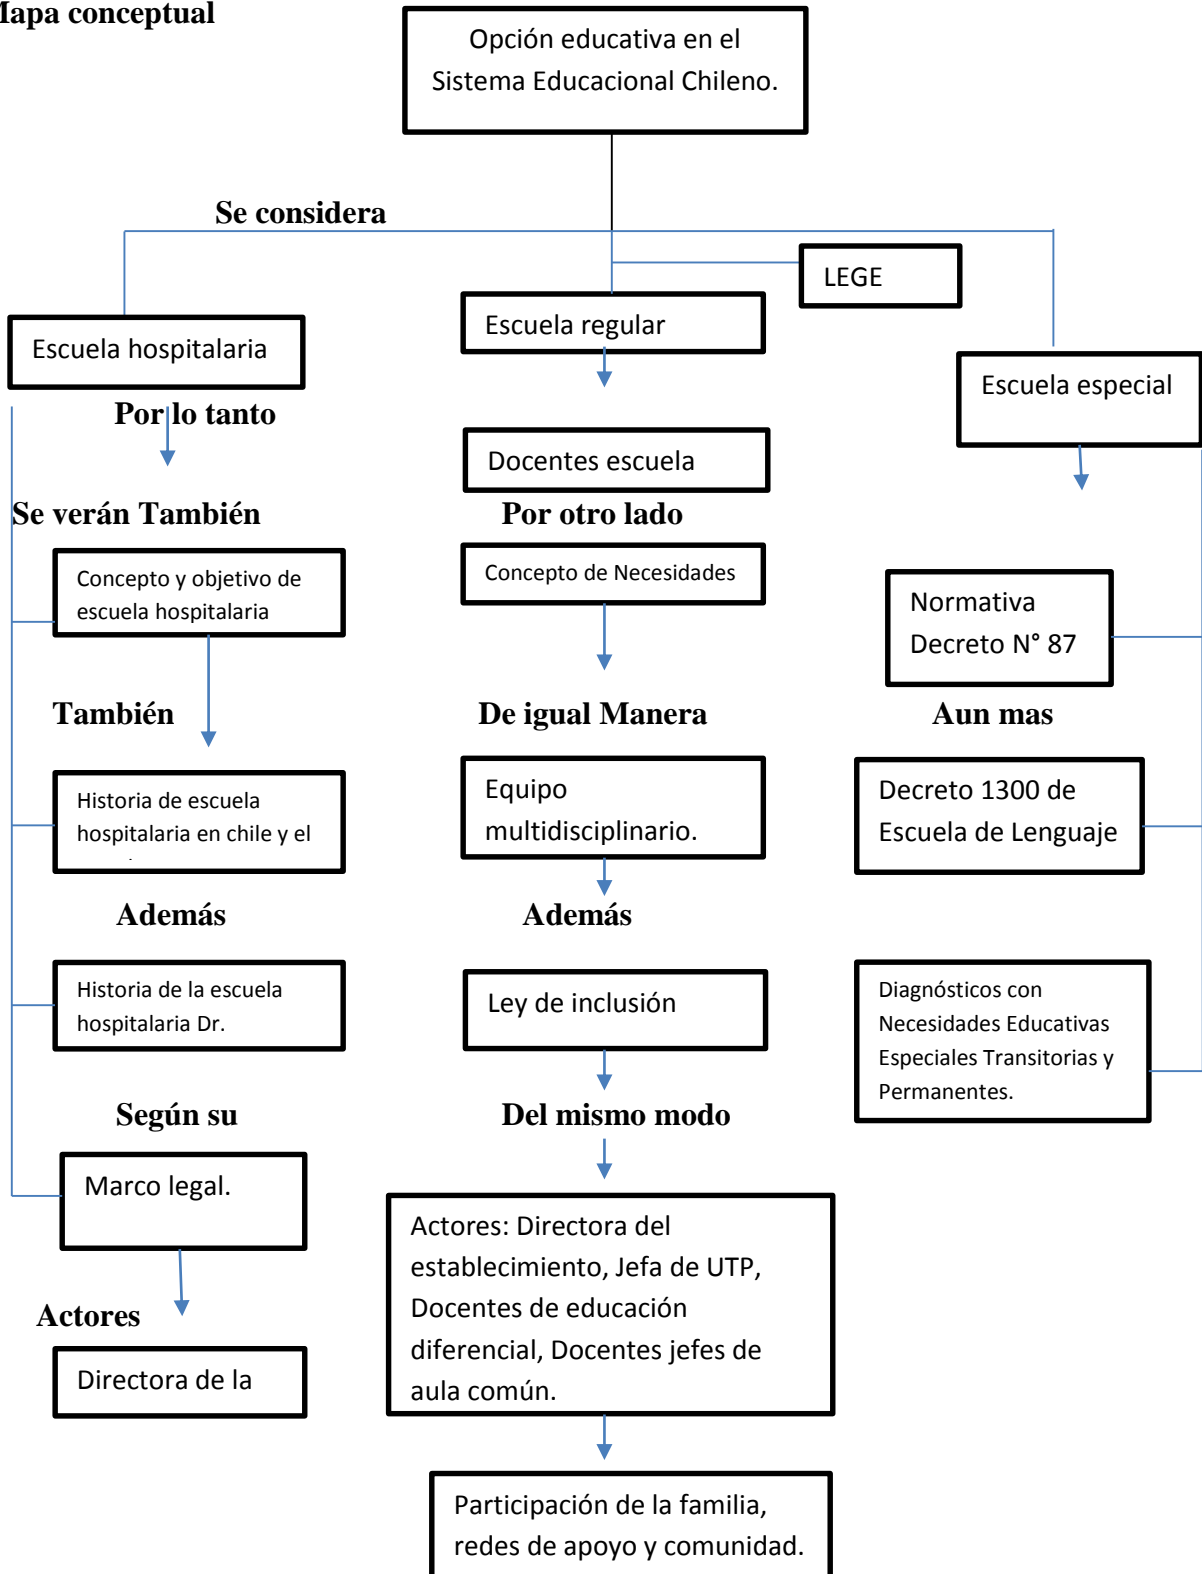 Mapa conceptual
Opción educativa en el
Sistema Educacional Chileno.
Se considera
LEGE
Escuela hospitalaria
Escuela regular
Escuela especial
Por lo tanto
Docentes escuela
Se verán También
Por otro lado
Concepto y objetivo de
escuela hospitalaria
Concepto de Necesidades
Normativa
Decreto N° 87
También
De igual Manera
Aun mas
Historia de escuela
hospitalaria en chile y el
Equipo
multidisciplinario.
Decreto 1300 de
Escuela de Lenguaje
Además
Además
Historia de la escuela
hospitalaria Dr.
Ley de inclusión
Diagnósticos con
Necesidades Educativas
Especiales Transitorias y
Permanentes.
Según su
Del mismo modo
Marco legal.
Actores: Directora del
establecimiento, Jefa de UTP,
Docentes de educación
diferencial, Docentes jefes de
aula común.
Actores
Directora de la
Participación de la familia,
redes de apoyo y comunidad.